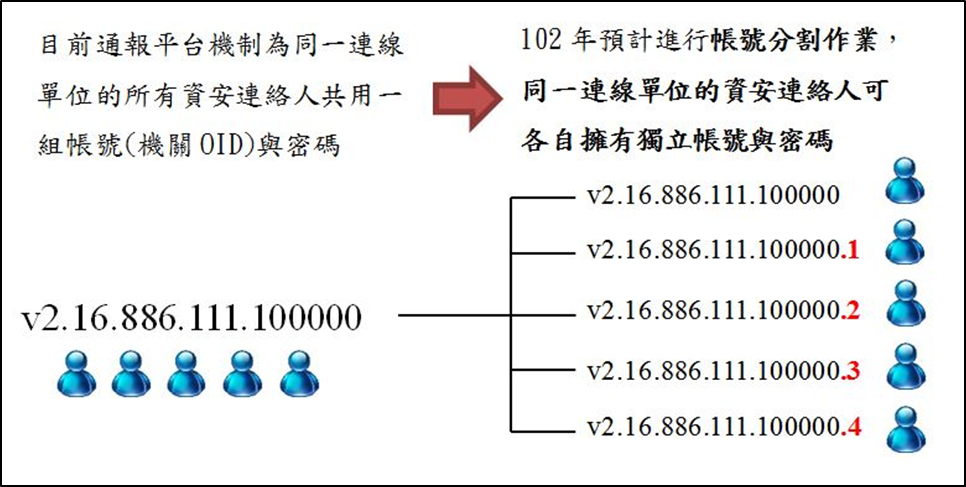 目前通報平台機制為同一連線
單位的所有資安連絡人共用一
組帳號(機關OID)與密碼
102年預計進行帳號分割作業，
同一連線單位的資安連絡人可
各自擁有獨立帳號與密碼
v2.16.886.111.100000
v2.16.886.111.100000
v2.16.886.111.100000.1
v2.16.886.111.100000.2
v2.16.886.111.100000.3
v2.16.886.111.100000.4